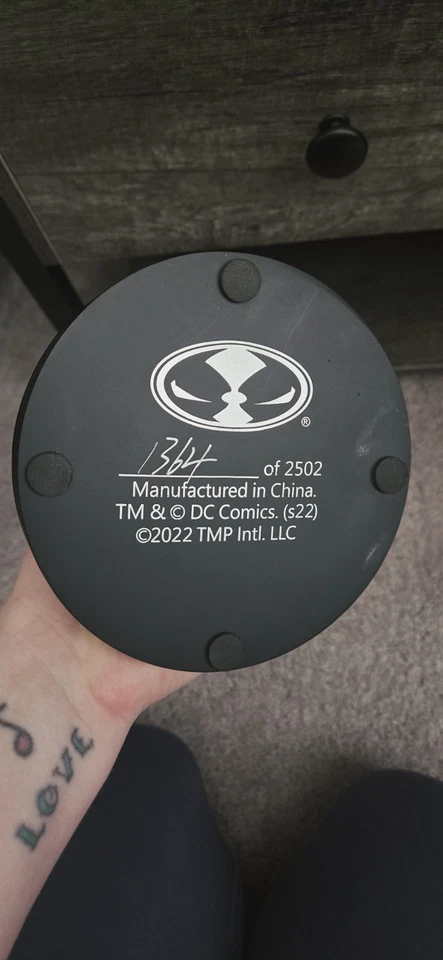 ®
1364 of 2502
Manufactured in China.
TM & © DC Comics. (s22)
©2022 TMP Intl. LLC
LOVE